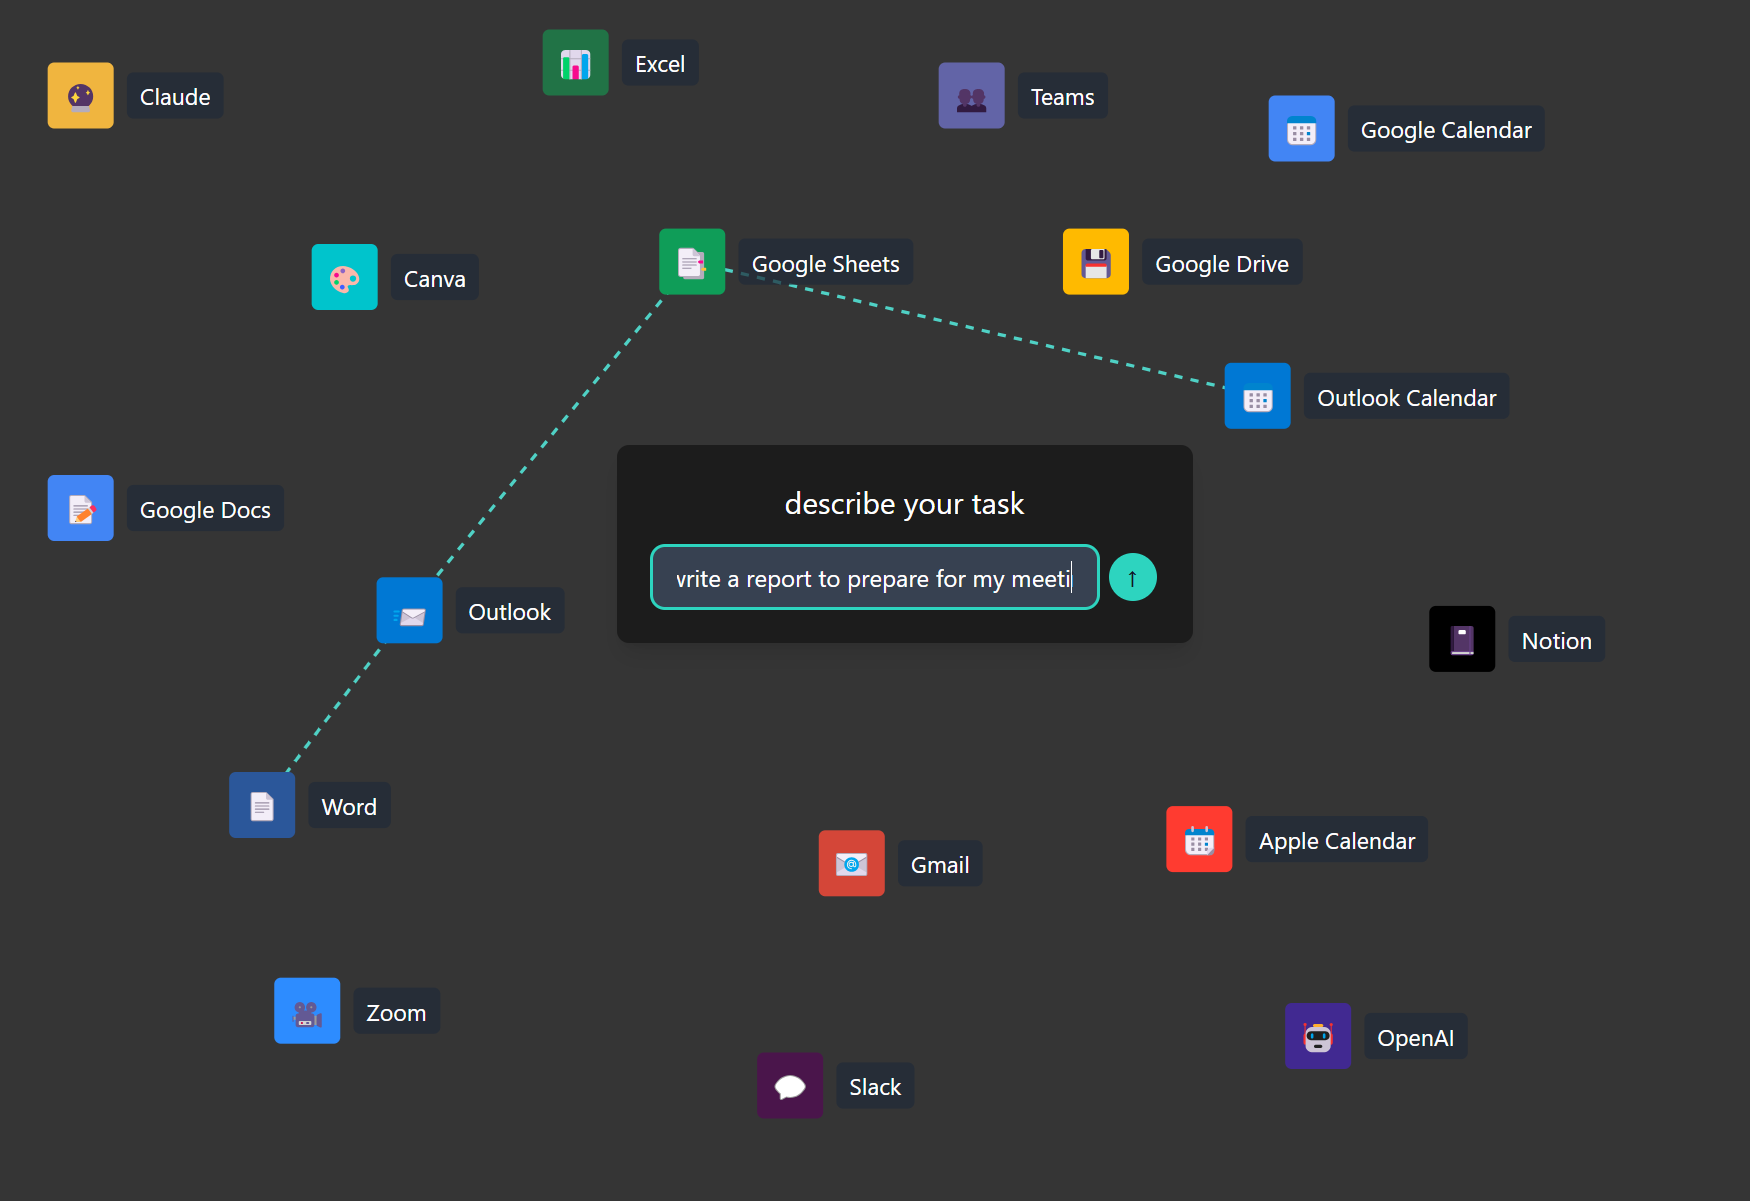 Excel
Claude
Teams
Google Calendar
Google Sheets
Google Drive
Canva
Outlook Calendar
describe your task
Google Docs
write a report to prepare for my meeti
Outlook
Notion
Word
Apple Calendar
Gmail
Zoom
OpenAI
Slack